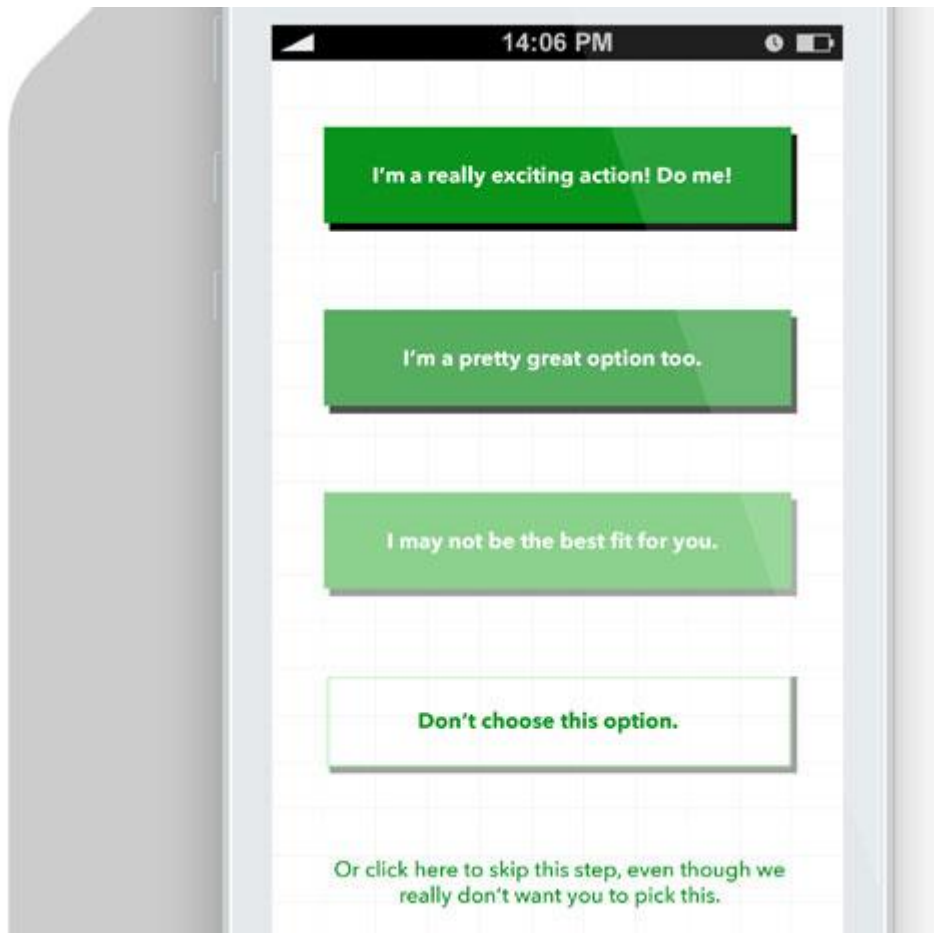 14:06 PM
I’m a really exciting action! Do me!
I’m a pretty great option too.
I may not be the best fit for you.
Don’t choose this option.
Or click here to skip this step, even though we
really don’t want you to pick this.